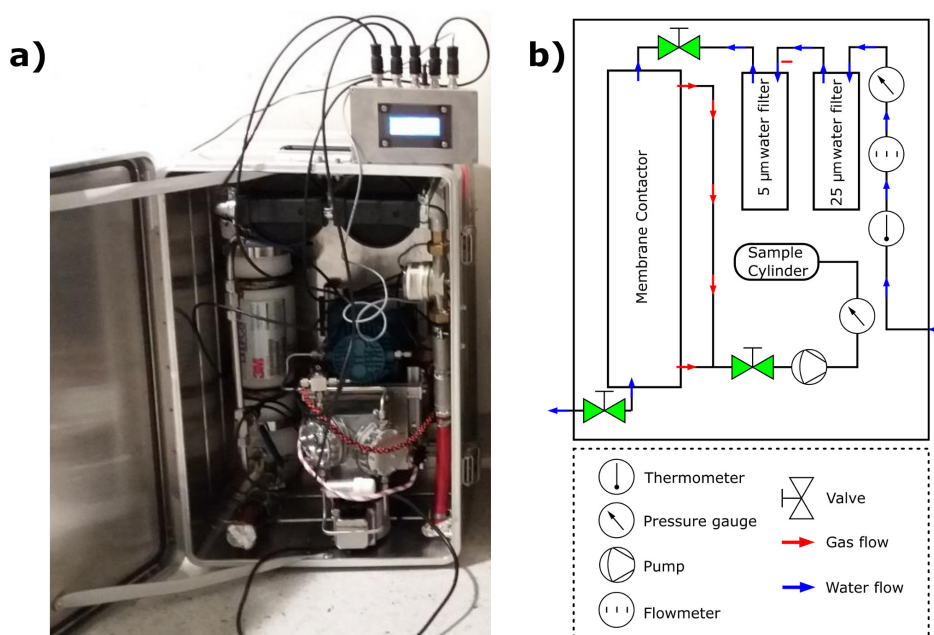 a)
3M
b)
Membrane Contactor
5 µm water filter
25 µm water filter
Sample
Cylinder
Thermometer
Pressure gauge
Pump
Flowmeter
Valve
Gas flow
Water flow